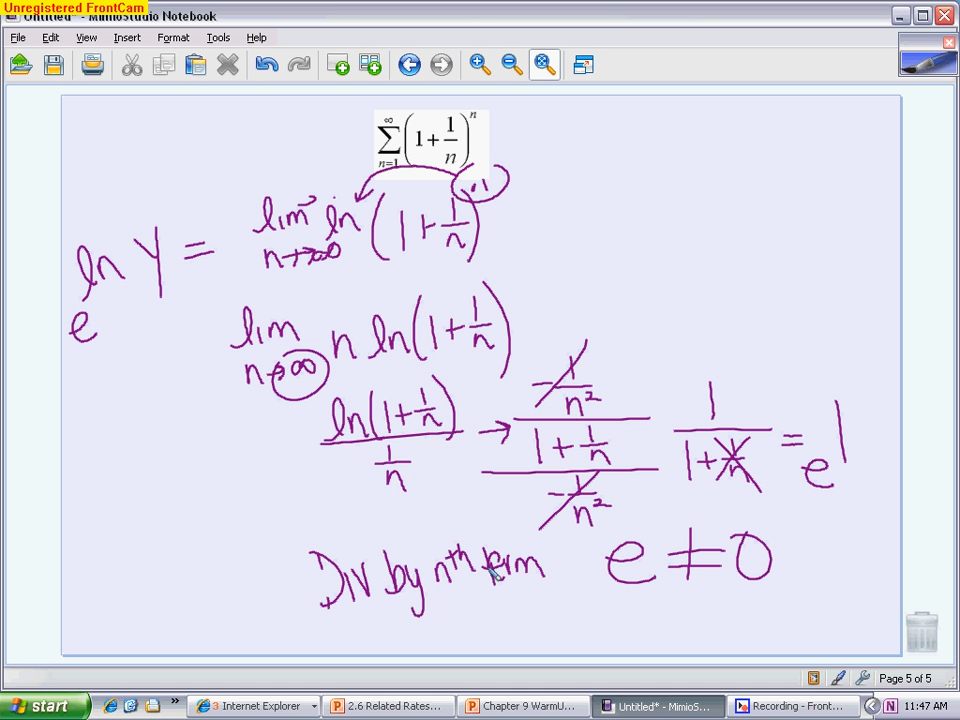 Unregistered FrontCam
Untitled* - MimioStudio Notebook
File Edit View Insert Format Tools Help
∞
∑ (1 + 1/n)^n
n=1
ln Y = lim ln (1 + 1/n)
n→∞
e
lim n ln (1 + 1/n)
n→∞
ln(1 + 1/n) / (1/n) → ((-1/n²) / (1 + 1/n)) / (-1/n²) 1 / (1 + 1/n) = e^1
Div by nth term e ≠ 0
Page 5 of 5
start 3 Internet Explorer 2.6 Related Rates... Chapter 9 WarmU... Untitled* - MimioS... Recording - Front... 11:47 AM